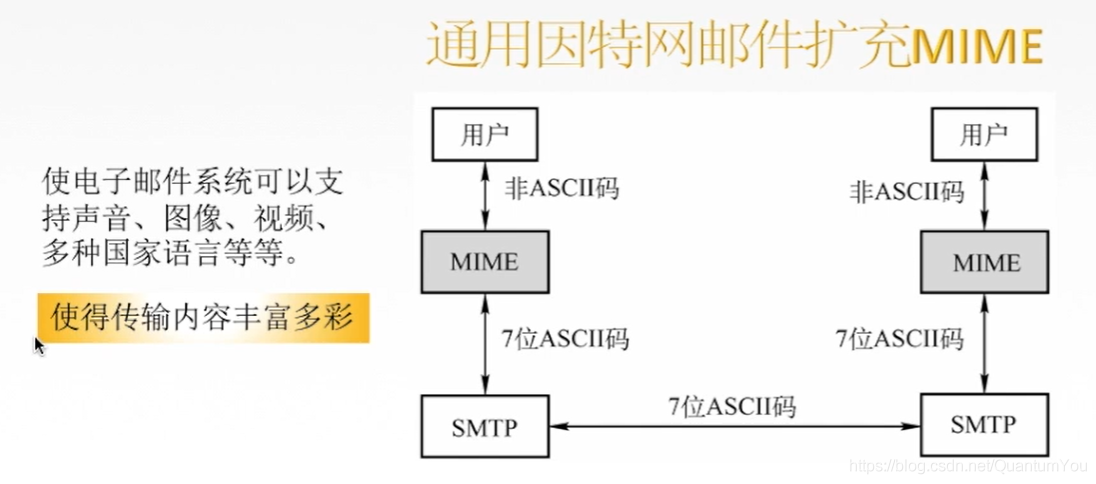 通用因特网邮件扩充MIME
使电子邮件系统可以支
持声音、图像、视频、
多种国家语言等等。
使得传输内容丰富多彩
用户
用户
非ASCII码
非ASCII码
MIME
MIME
7位ASCII码
7位ASCII码
7位ASCII码
SMTP
SMTP
https://blog.csdn.net/QuantumYou